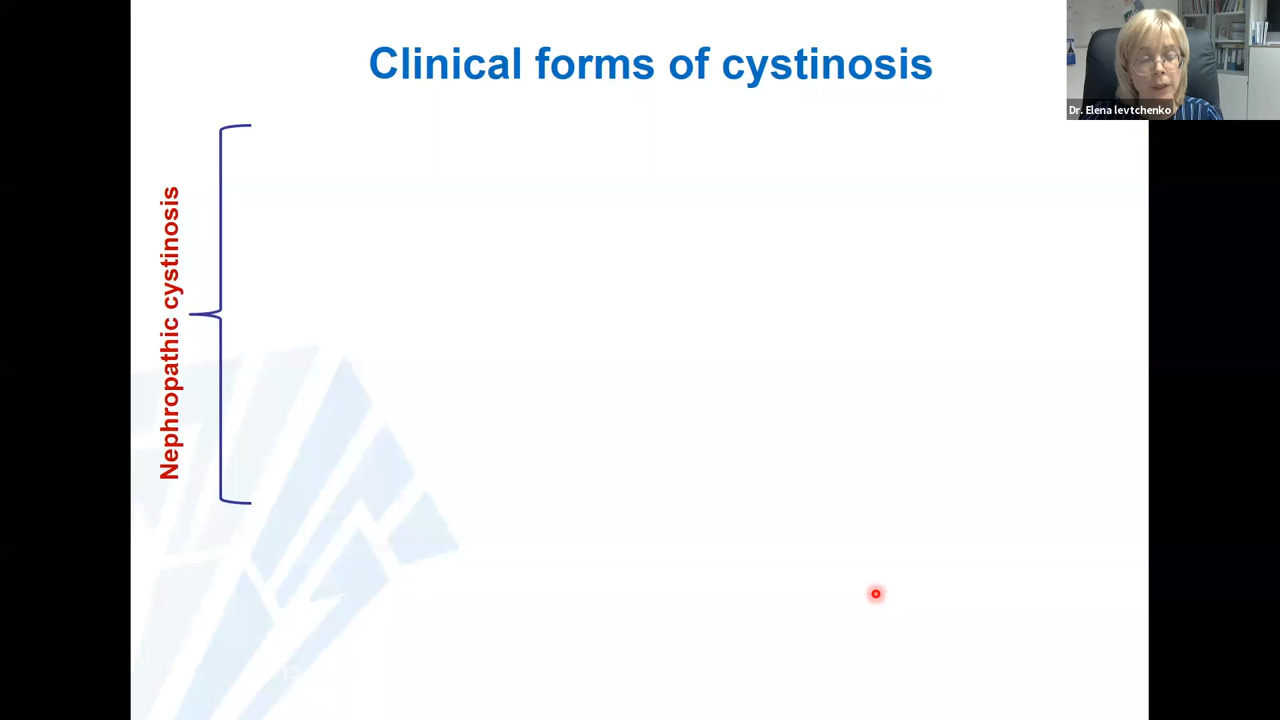 Clinical forms of cystinosis
Dr. Elena levtchenko
Nephropathic cystinosis